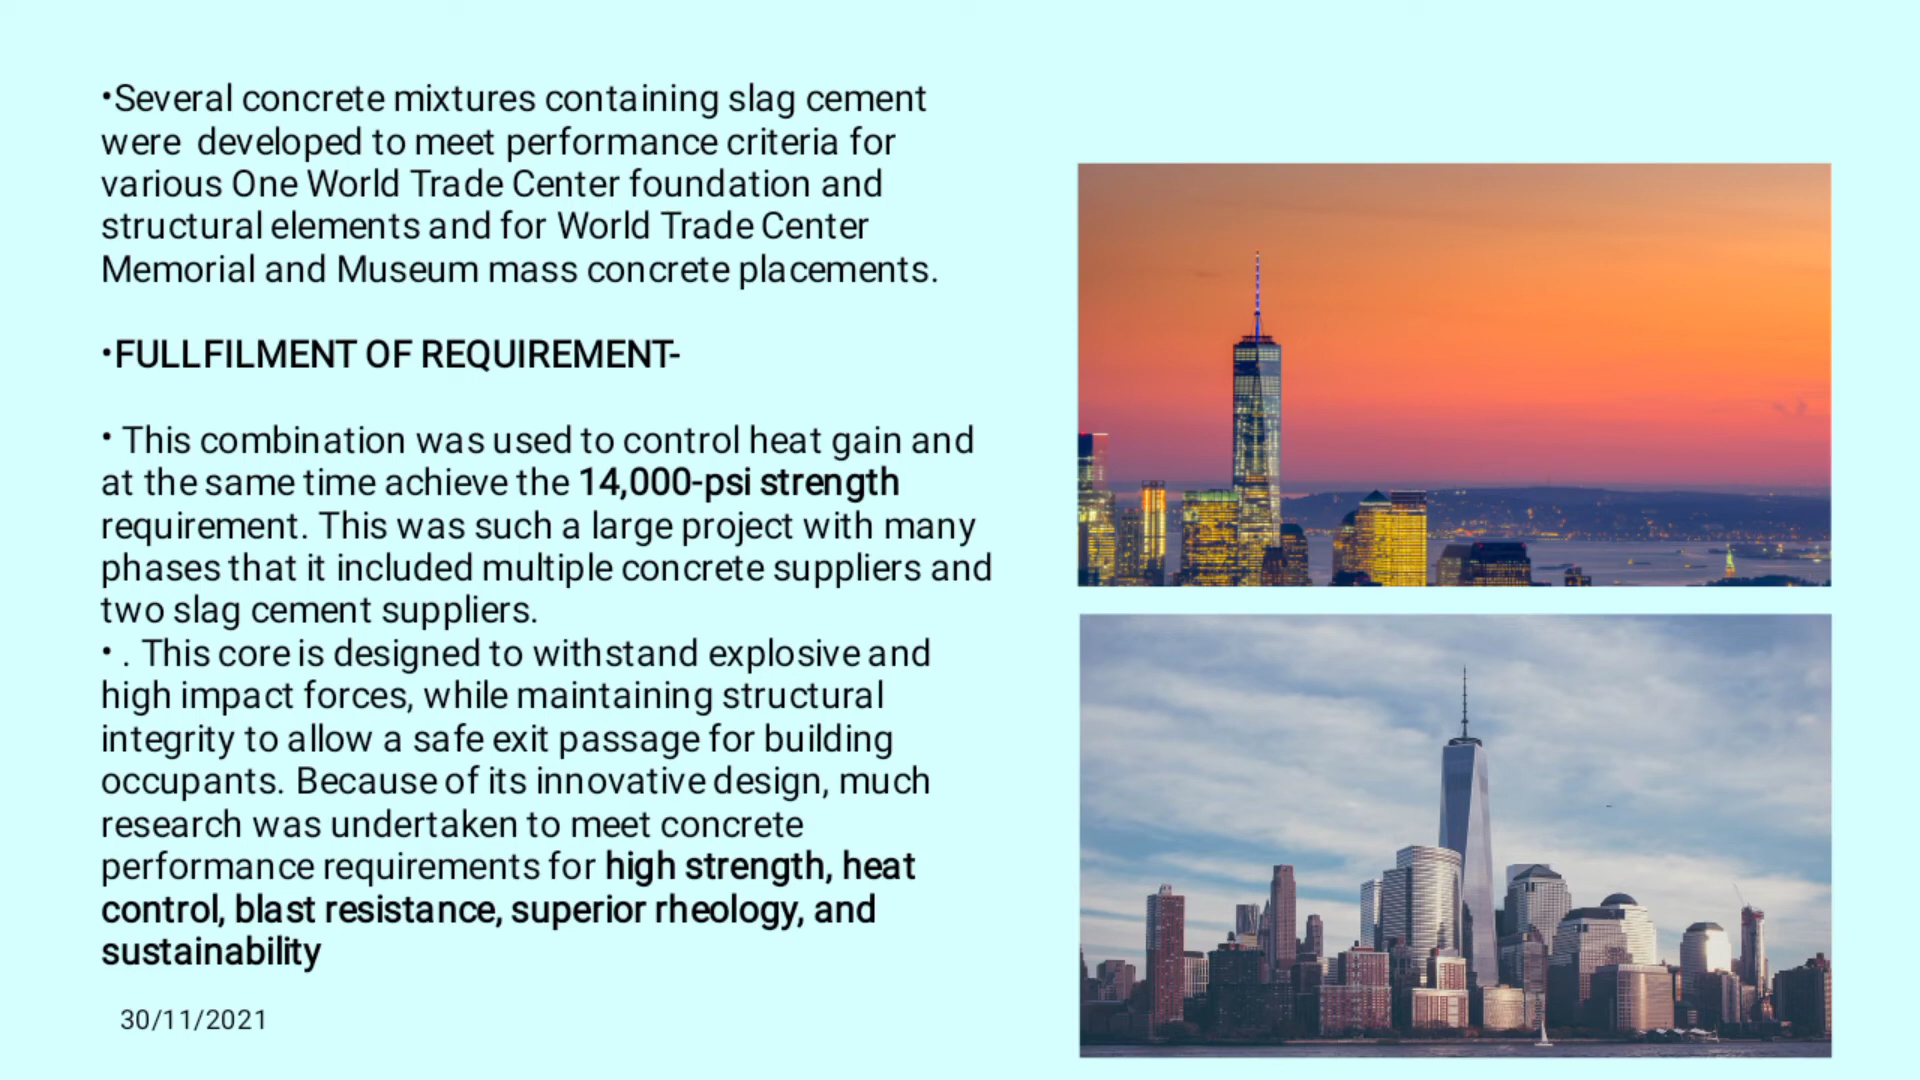 •Several concrete mixtures containing slag cement
were developed to meet performance criteria for
various One World Trade Center foundation and
structural elements and for World Trade Center
Memorial and Museum mass concrete placements.
•FULLFILMENT OF REQUIREMENT-
• This combination was used to control heat gain and
at the same time achieve the 14,000-psi strength
requirement. This was such a large project with many
phases that it included multiple concrete suppliers and
two slag cement suppliers.
• . This core is designed to withstand explosive and
high impact forces, while maintaining structural
integrity to allow a safe exit passage for building
occupants. Because of its innovative design, much
research was undertaken to meet concrete
performance requirements for high strength, heat
control, blast resistance, superior rheology, and
sustainability
30/11/2021